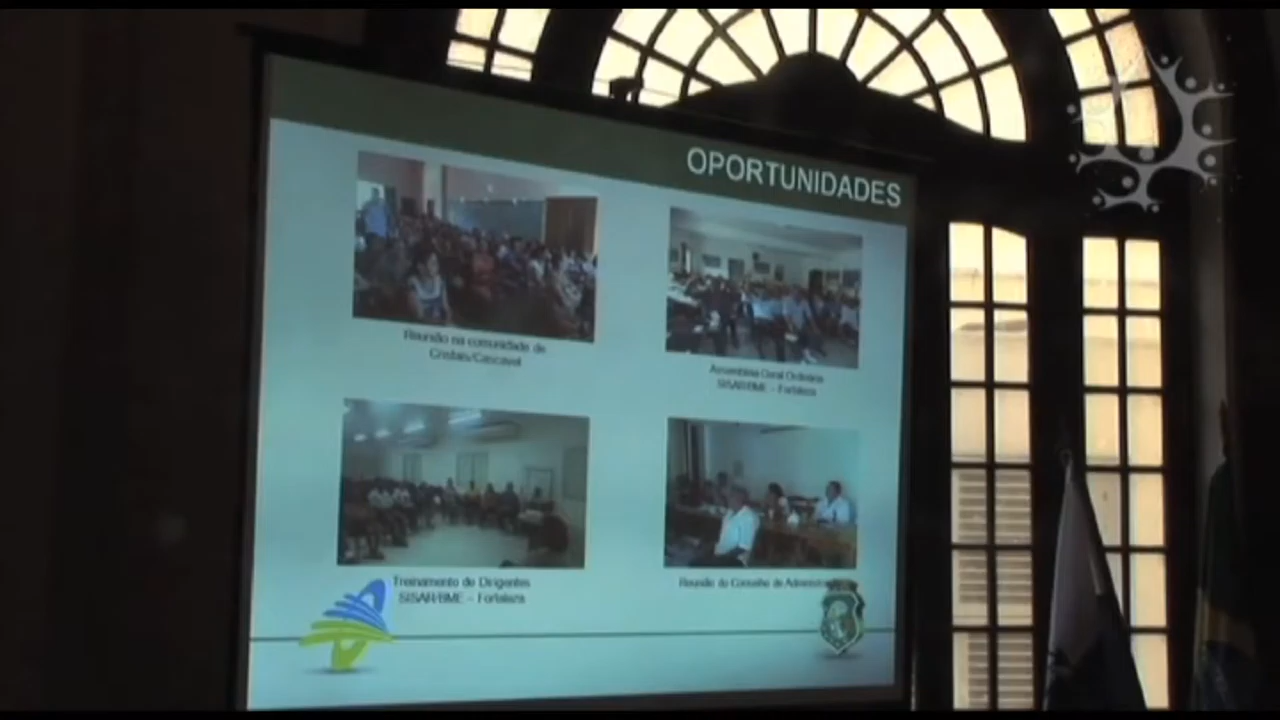 OPORTUNIDADES
Reunião na comunidade de
Cristais/Cascavel
Assembleia Geral Ordinária
SISAR/BME – Fortaleza
Treinamento de Dirigentes
SISAR/BME – Fortaleza
Reunião do Conselho de